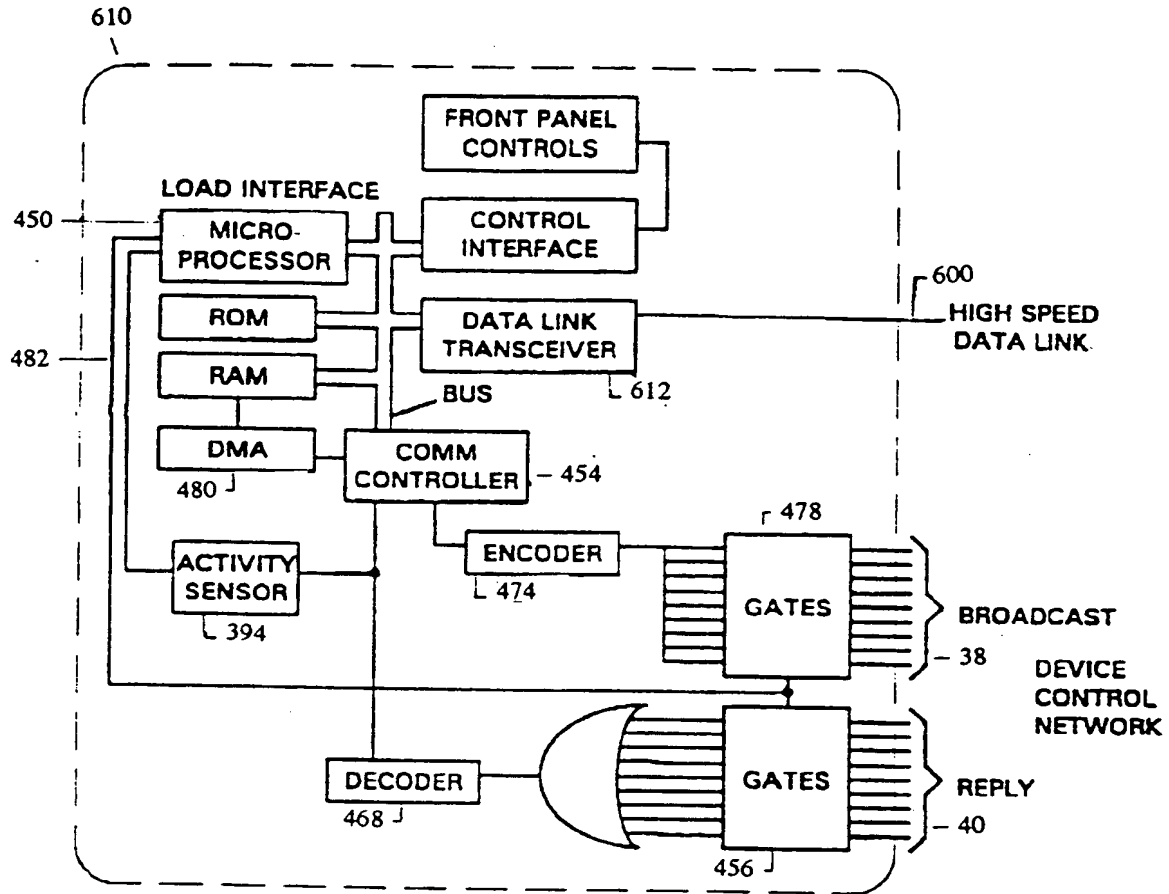 610
FRONT PANEL
CONTROLS
LOAD INTERFACE
450
MICRO-
PROCESSOR
CONTROL
INTERFACE
600
HIGH SPEED
DATA LINK
ROM
DATA LINK
TRANSCEIVER
482
RAM
612
BUS
DMA
480
COMM
CONTROLLER
454
478
ACTIVITY
SENSOR
394
ENCODER
474
GATES
BROADCAST
38
DEVICE
CONTROL
NETWORK
DECODER
468
GATES
REPLY
40
456